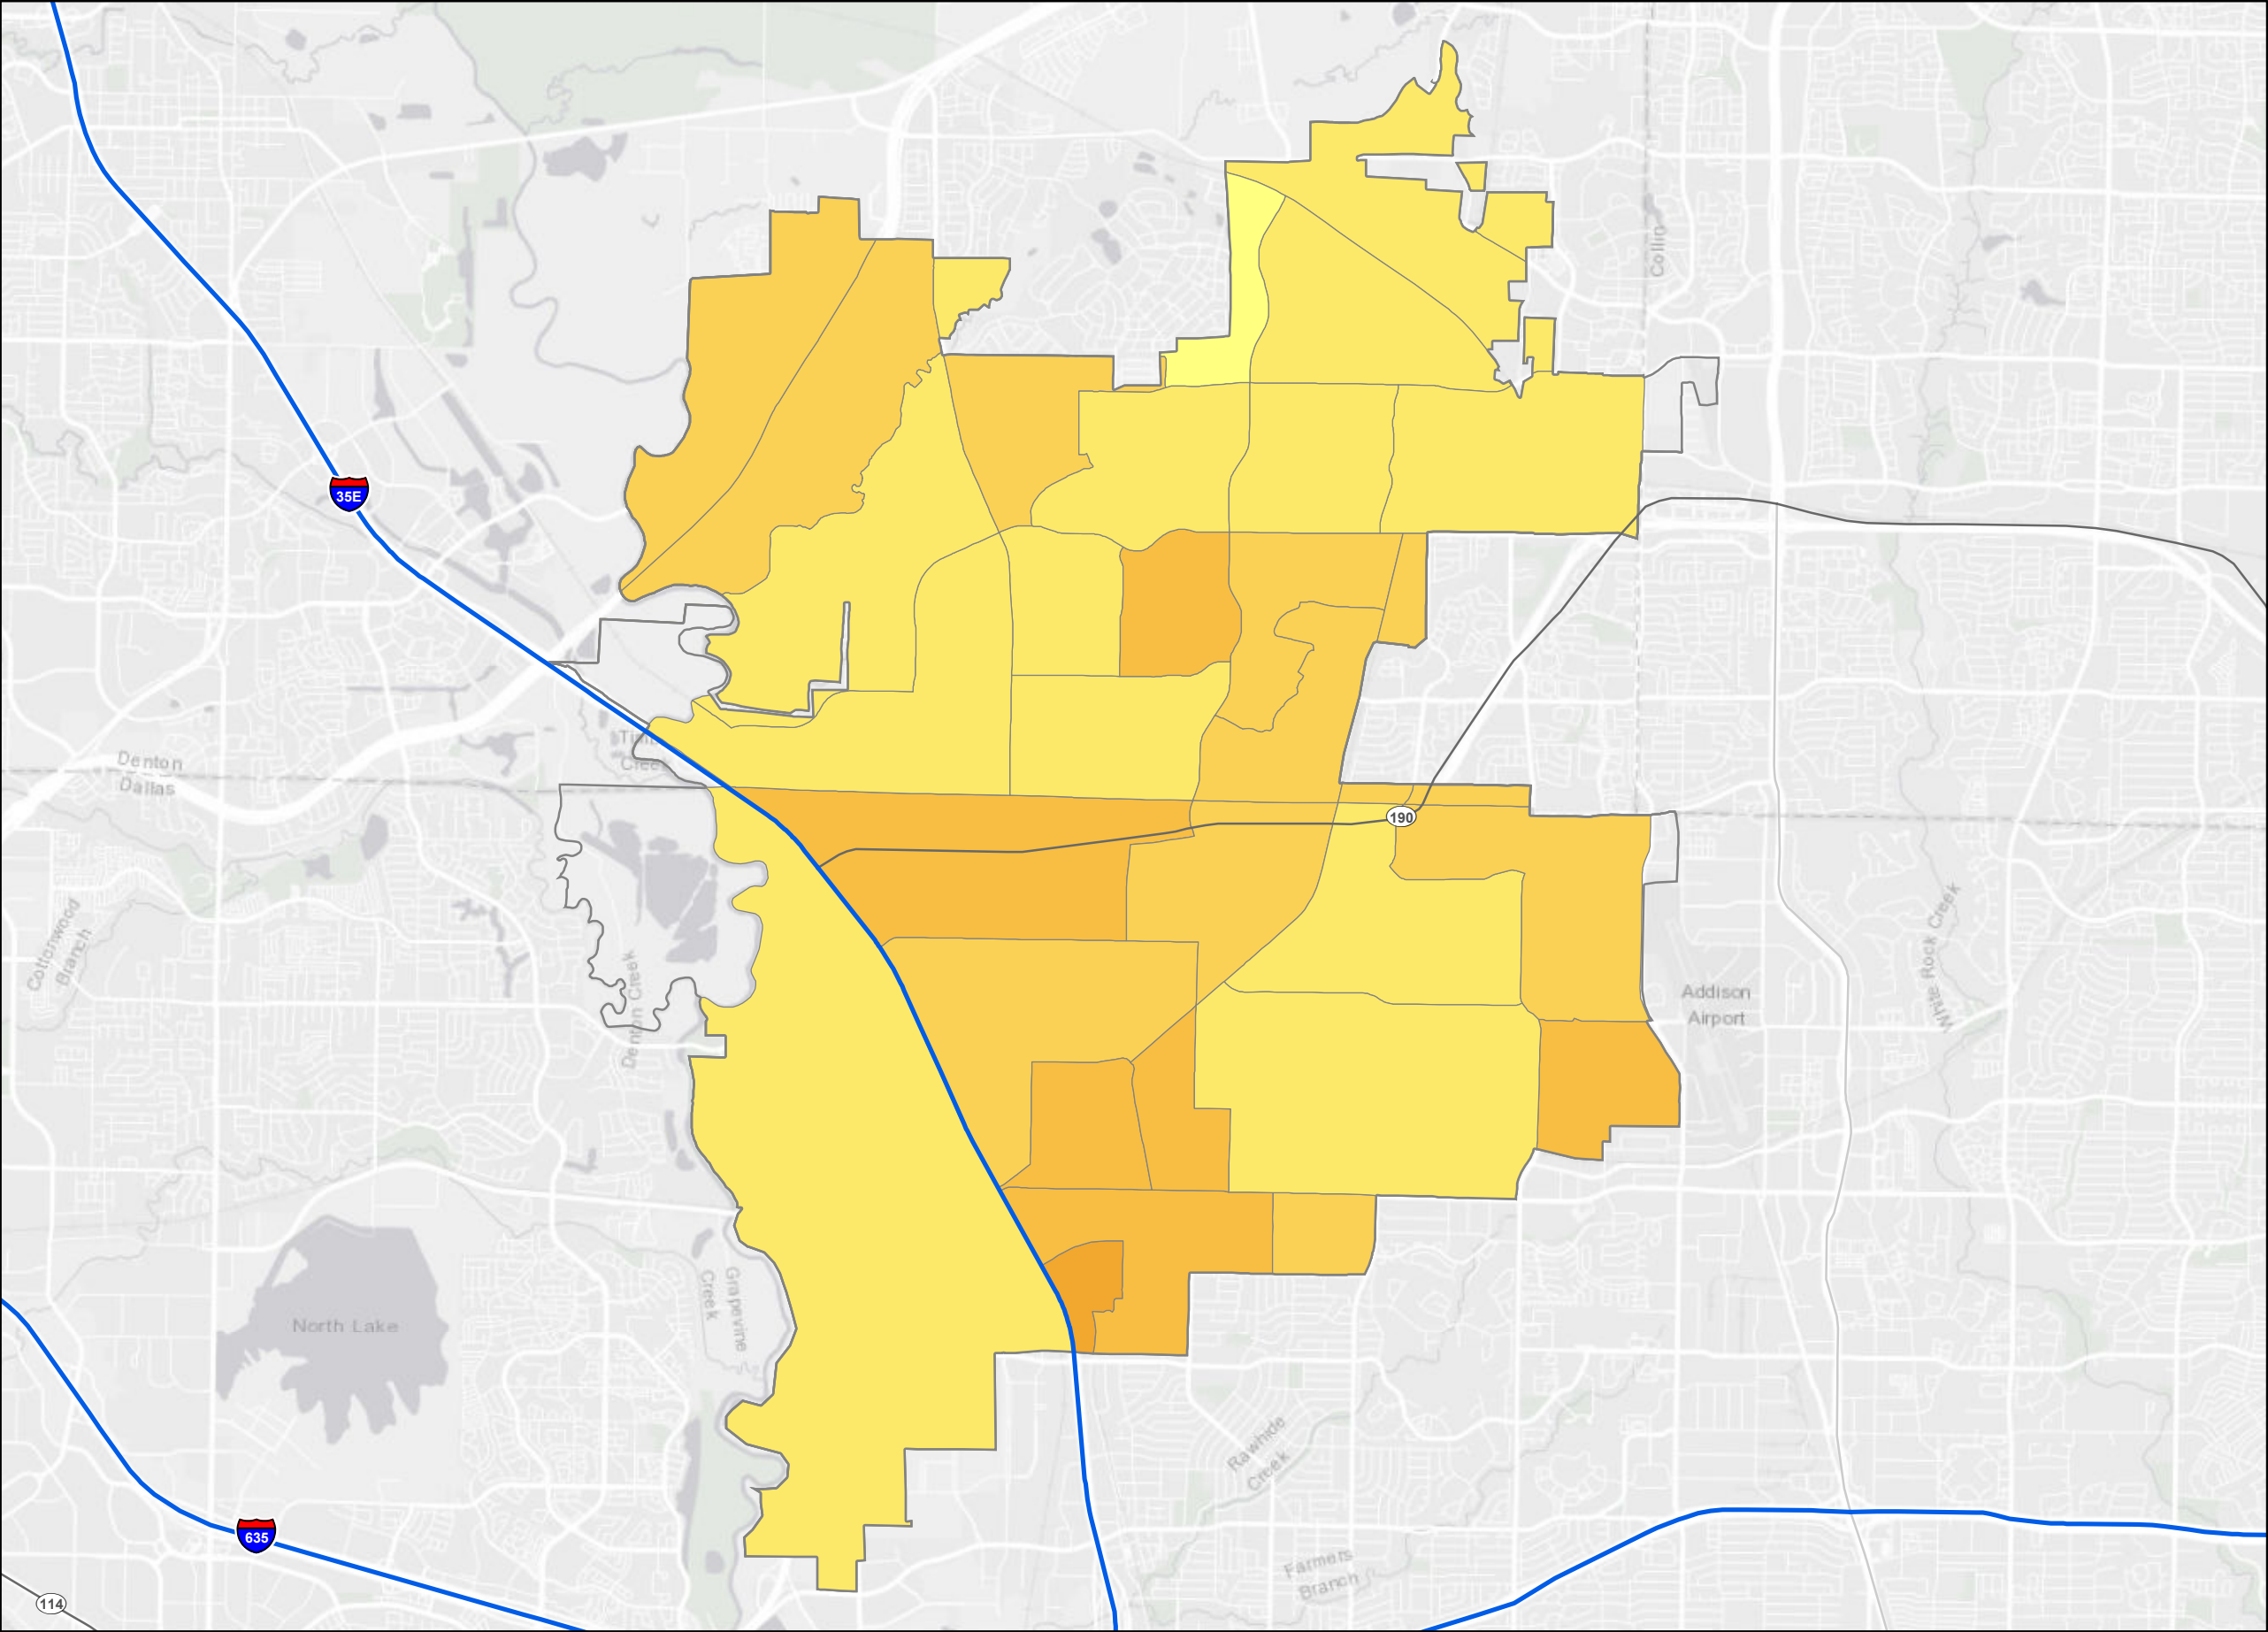 Collin
35E
Denton
Dallas
Creek
190
Cottonwood
Branch
Denton Creek
White Rock Creek
Addison
Airport
Grapevine
Creek
North Lake
Rawhide
Creek
635
Farmers
Branch
114